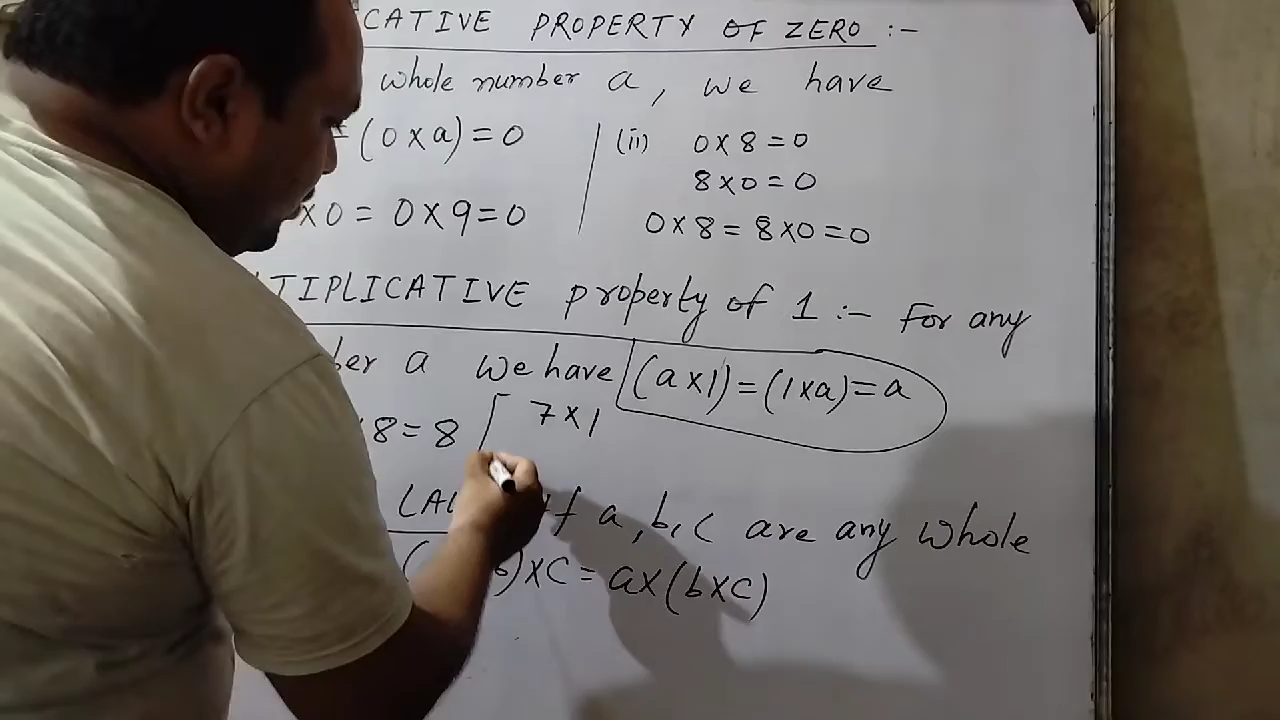 CATIVE PROPERTY OF ZERO :-
whole number a, we have
(0 x a) = 0
x 0 = 0 x 9 = 0
(ii) 0 x 8 = 0
8 x 0 = 0
0 x 8 = 8 x 0 = 0
TIPLICATIVE property of 1 :- For any
ber a we have (a x 1) = (1 x a) = a
8 = 8 7 x 1
If a, b, c are any whole
) x C = a x (b x c)